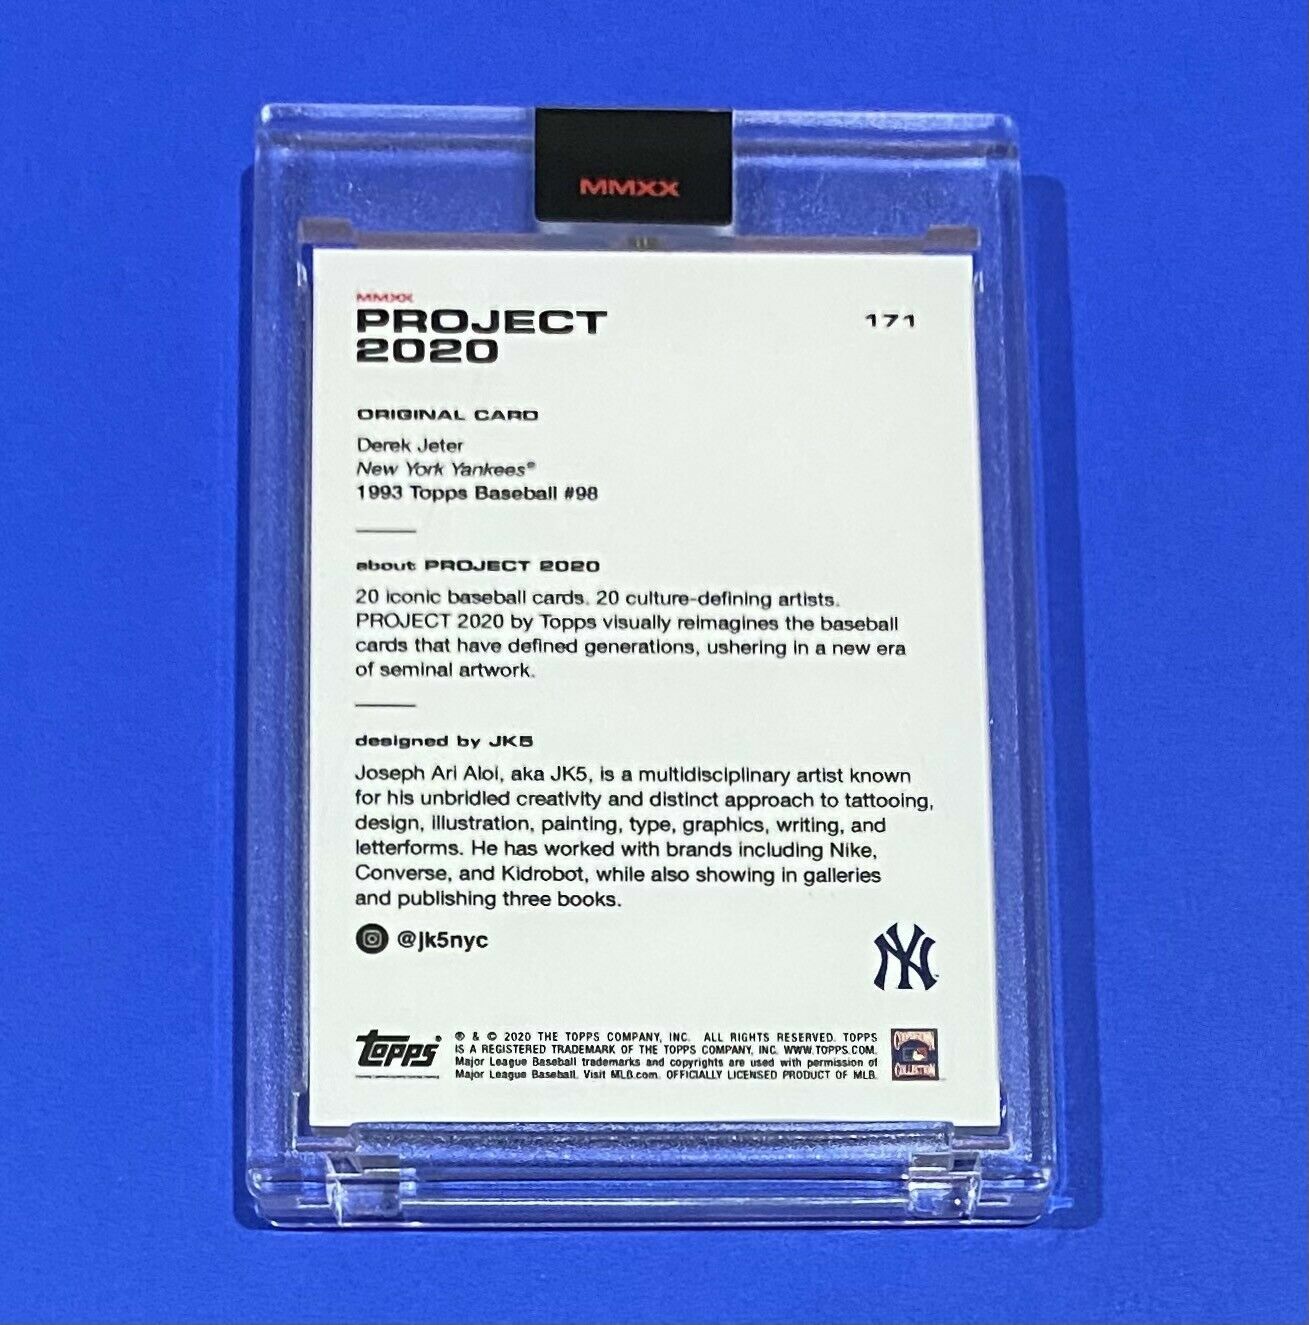 MMXX
MMXX
PROJECT
2020
171
ORIGINAL CARD
Derek Jeter
New York Yankees®
1993 Topps Baseball #98
about PROJECT 2020
20 iconic baseball cards. 20 culture-defining artists.
PROJECT 2020 by Topps visually reimagines the baseball
cards that have defined generations, ushering in a new era
of seminal artwork.
designed by JK5
Joseph Ari Aloi, aka JK5, is a multidisciplinary artist known
for his unbridled creativity and distinct approach to tattooing,
design, illustration, painting, type, graphics, writing, and
letterforms. He has worked with brands including Nike,
Converse, and Kidrobot, while also showing in galleries
and publishing three books.
@jk5nyc
NY
topps
® & © 2020 THE TOPPS COMPANY, INC. ALL RIGHTS RESERVED. TOPPS
IS A REGISTERED TRADEMARK OF THE TOPPS COMPANY, INC. WWW.TOPPS.COM.
Major League Baseball trademarks and copyrights are used with permission of
Major League Baseball. Visit MLB.com. OFFICIALLY LICENSED PRODUCT OF MLB.
COLLECTION